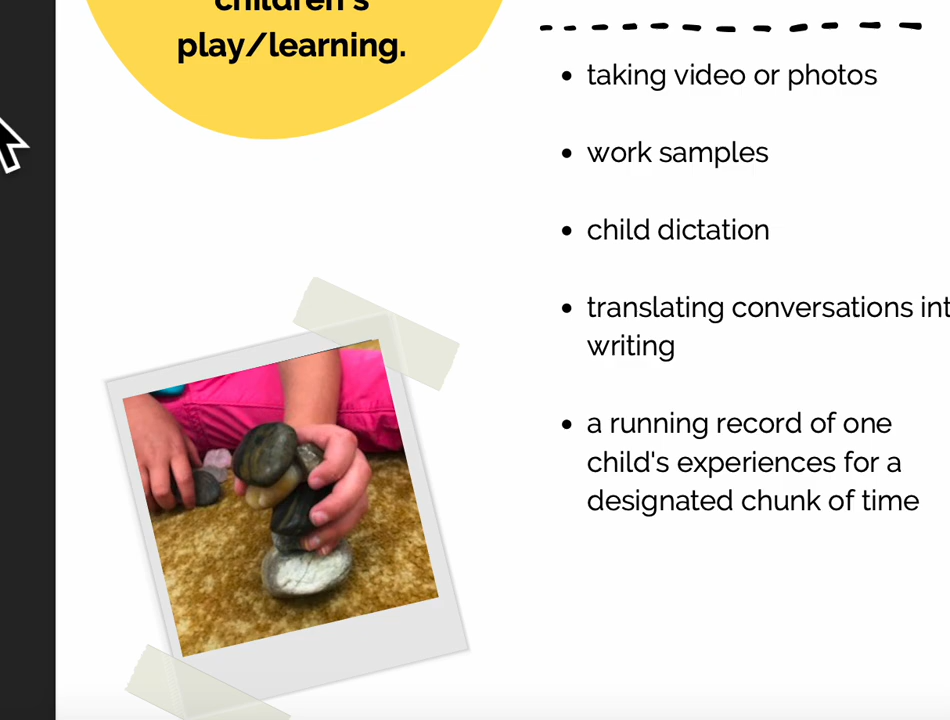 children's
play/learning.
taking video or photos
work samples
child dictation
translating conversations
writing
a running record of one
child's experiences for a
designated chunk of time